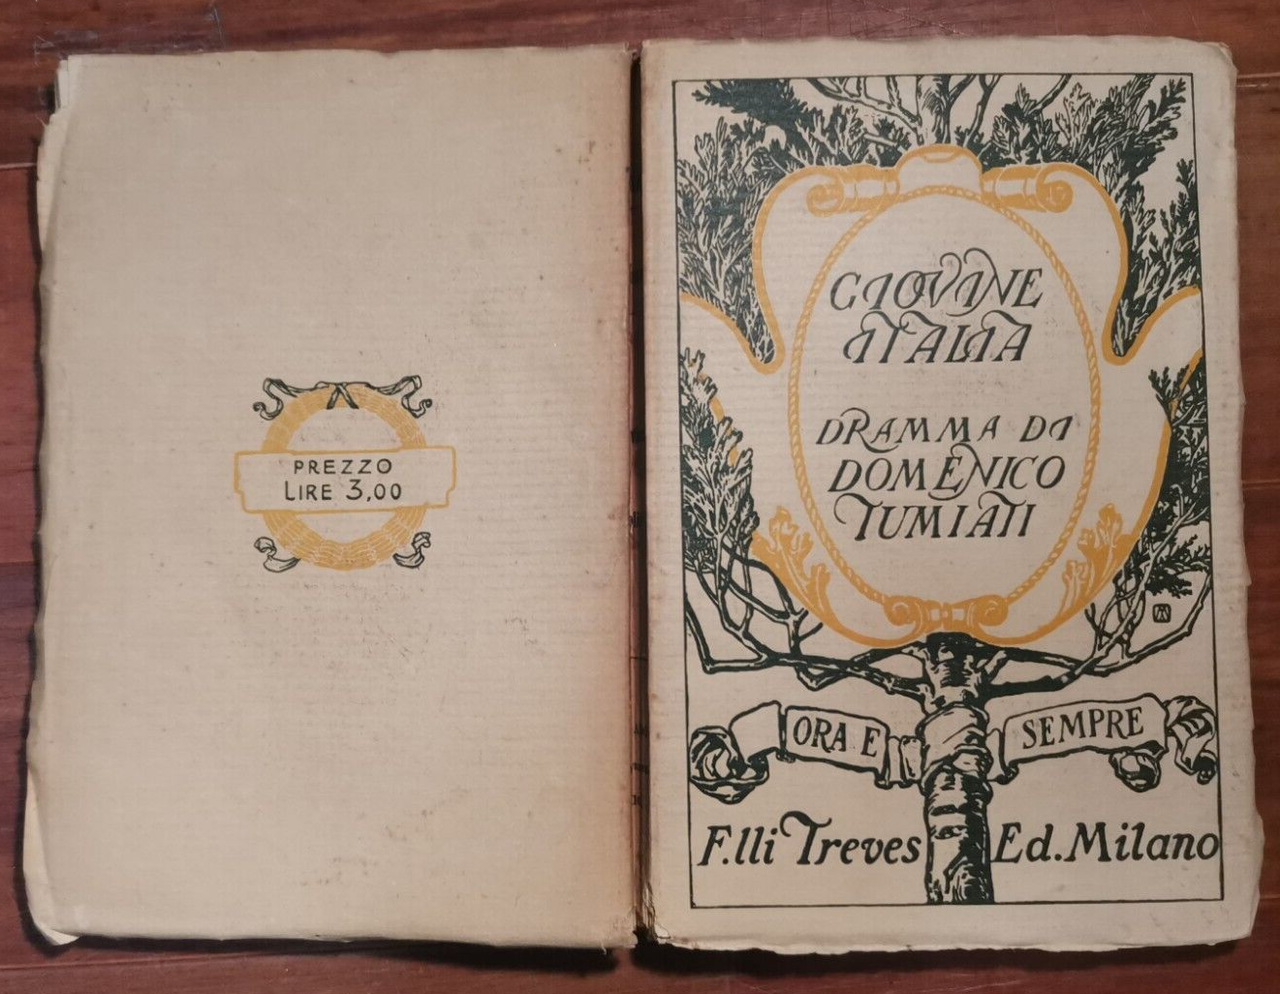 PREZZO
LIRE 3,00
GIOVINE
ITALIA
DRAMMA DI
DOMENICO
TUMIATI
ORA E SEMPRE
F.lli Treves Ed. Milano